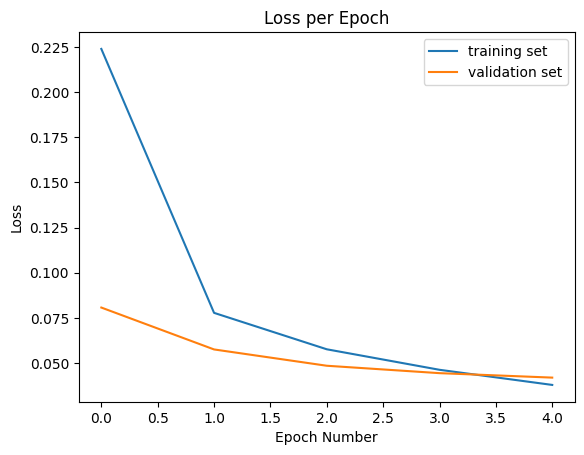 Loss per Epoch
training set
validation set
0.225
0.200
0.175
0.150
0.125
0.100
0.075
0.050
Loss
0.0 0.5 1.0 1.5 2.0 2.5 3.0 3.5 4.0
Epoch Number